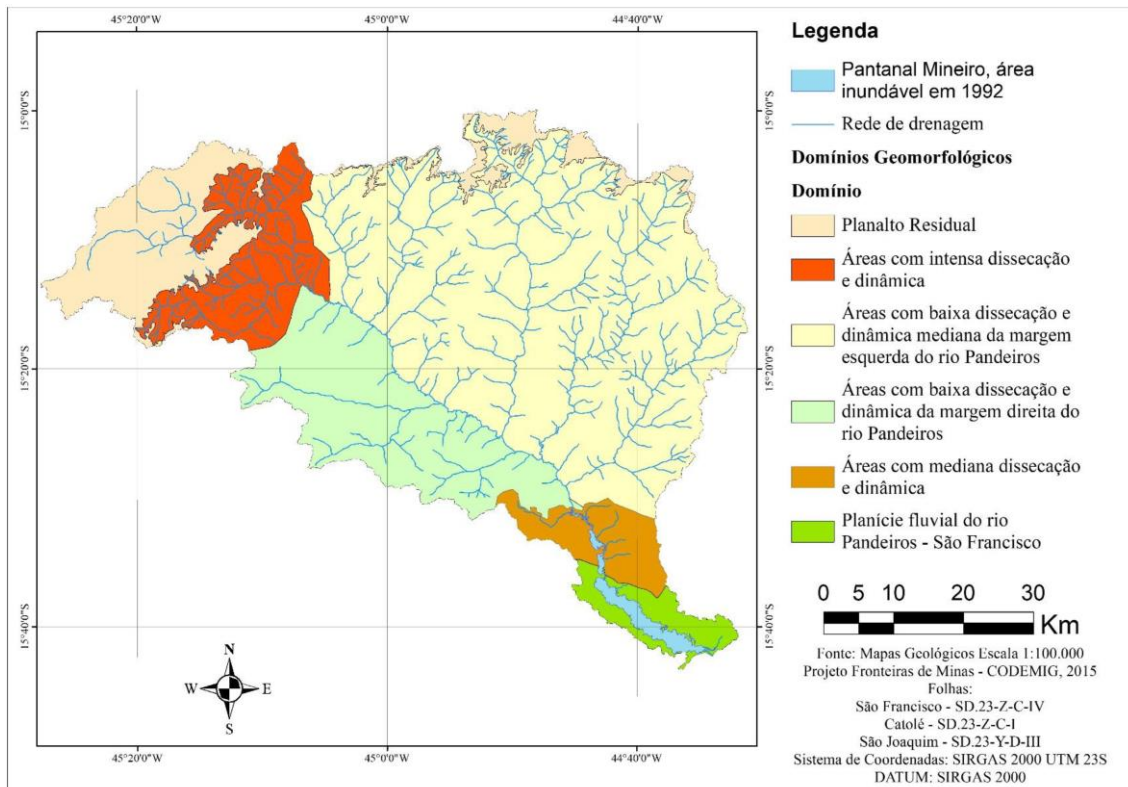 45°20'0"W
45°0'0"W
44°40'0"W
15°0'0"S
15°0'0"S
15°20'0"S
15°20'0"S
15°40'0"S
15°40'0"S
N
W
E
S
45°20'0"W
45°0'0"W
44°40'0"W
Legenda
Pantanal Mineiro, área
inundável em 1992
Rede de drenagem
Domínios Geomorfológicos
Domínio
Planalto Residual
Áreas com intensa dissecação
e dinâmica
Áreas com baixa dissecação e
dinâmica mediana da margem
esquerda do rio Pandeiros
Áreas com baixa dissecação e
dinâmica da margem direita do
rio Pandeiros
Áreas com mediana dissecação
e dinâmica
Planície fluvial do rio
Pandeiros - São Francisco
0 5 10 20 30
Km
Fonte: Mapas Geológicos Escala 1:100.000
Projeto Fronteiras de Minas - CODEMIG, 2015
Folhas:
São Francisco - SD.23-Z-C-IV
Catolé - SD.23-Z-C-I
São Joaquim - SD.23-Y-D-III
Sistema de Coordenadas: SIRGAS 2000 UTM 23S
DATUM: SIRGAS 2000